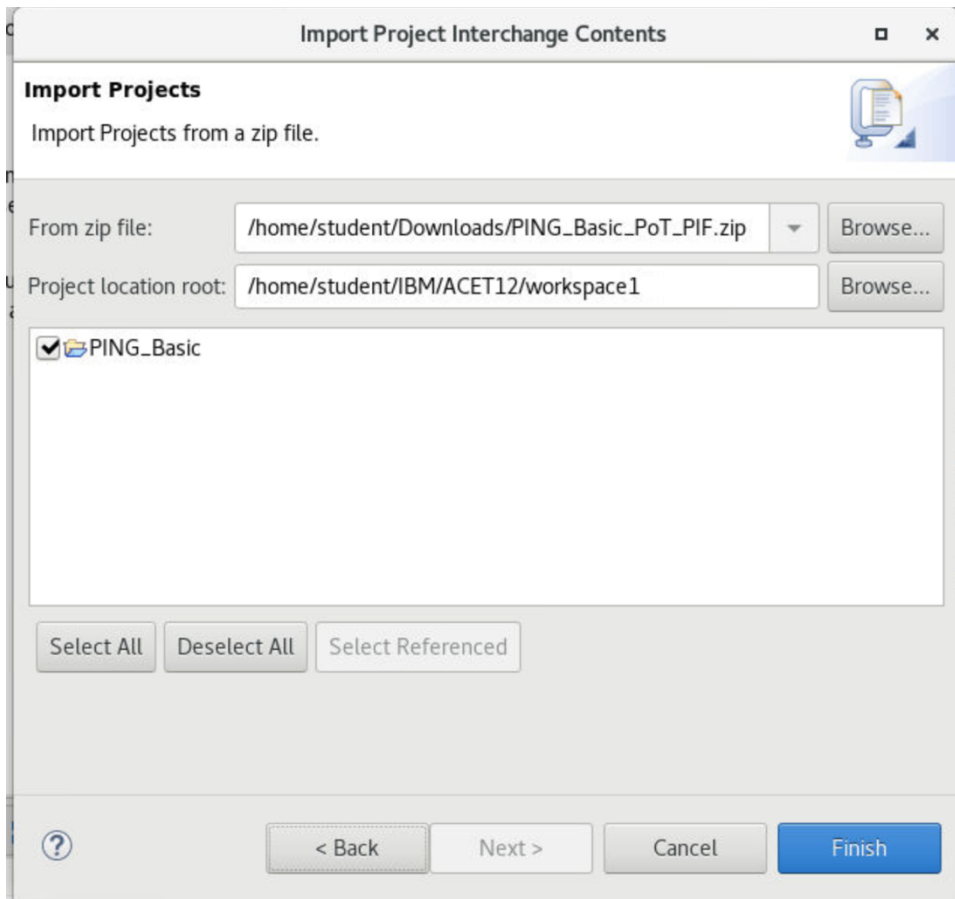 Import Project Interchange Contents
Import Projects
Import Projects from a zip file.
From zip file: /home/student/Downloads/PING_Basic_PoT_PIF.zip Browse...
Project location root: /home/student/IBM/ACET12/workspace1 Browse...
PING_Basic
Select All Deselect All Select Referenced
< Back Next > Cancel Finish